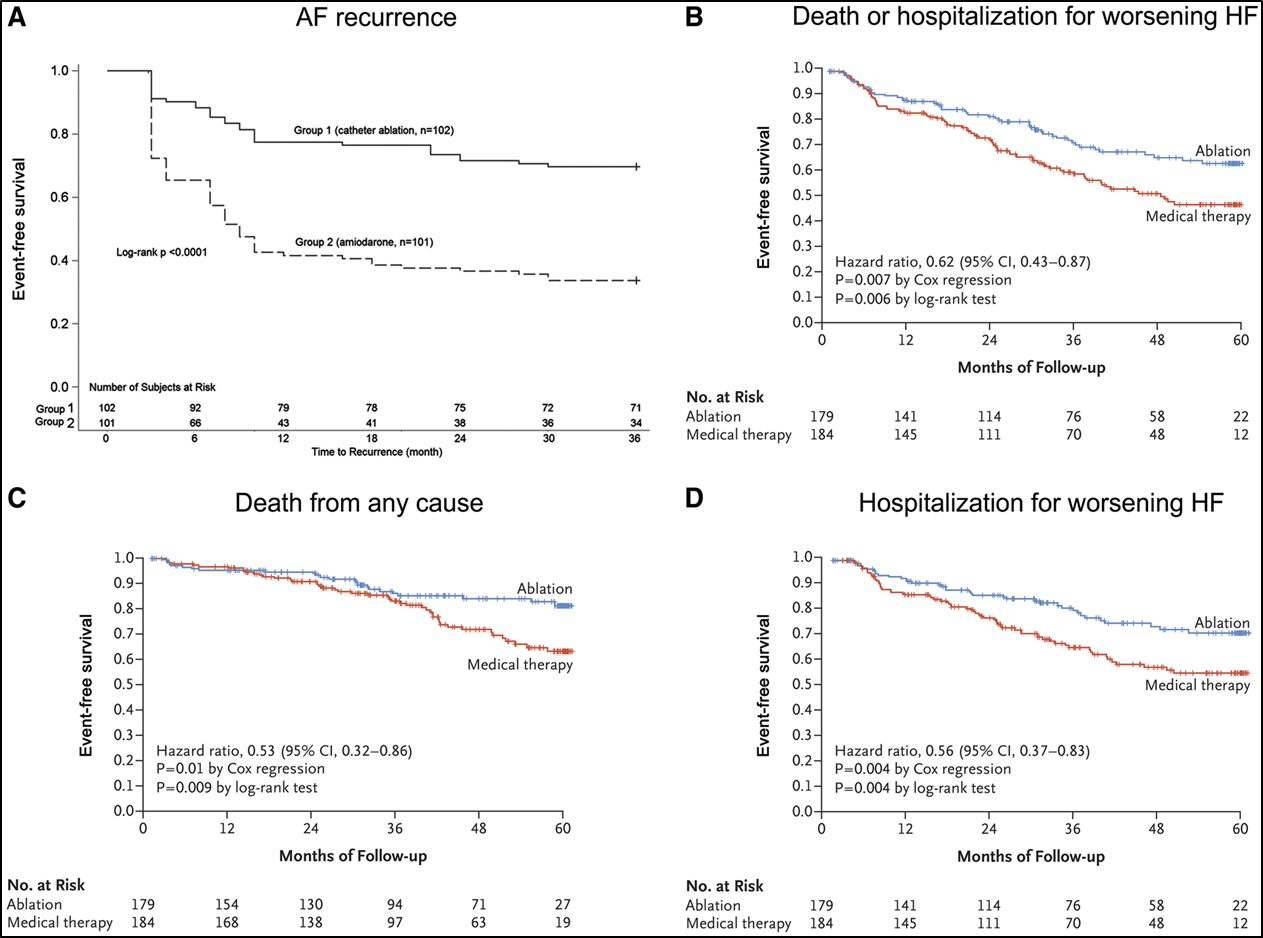 A
AF recurrence
Event-free survival
1.0
0.8
0.6
0.4
0.2
0.0
Group 1 (catheter ablation, n=102)
Group 2 (amiodarone, n=101)
Log-rank p <0.0001
Number of Subjects at Risk
Group 1 102 92 79 78 75 72 71
Group 2 101 66 43 41 38 36 34
0 6 12 18 24 30 36
Time to Recurrence (month)
B
Death or hospitalization for worsening HF
Event-free survival
1.0
0.9
0.8
0.7
0.6
0.5
0.4
0.3
0.2
0.1
0.0
Ablation
Medical therapy
Hazard ratio, 0.62 (95% CI, 0.43–0.87)
P=0.007 by Cox regression
P=0.006 by log-rank test
0 12 24 36 48 60
Months of Follow-up
No. at Risk
Ablation 179 141 114 76 58 22
Medical therapy 184 145 111 70 48 12
C
Death from any cause
Event-free survival
1.0
0.9
0.8
0.7
0.6
0.5
0.4
0.3
0.2
0.1
0.0
Ablation
Medical therapy
Hazard ratio, 0.53 (95% CI, 0.32–0.86)
P=0.01 by Cox regression
P=0.009 by log-rank test
0 12 24 36 48 60
Months of Follow-up
No. at Risk
Ablation 179 154 130 94 71 27
Medical therapy 184 168 138 97 63 19
D
Hospitalization for worsening HF
Event-free survival
1.0
0.9
0.8
0.7
0.6
0.5
0.4
0.3
0.2
0.1
0.0
Ablation
Medical therapy
Hazard ratio, 0.56 (95% CI, 0.37–0.83)
P=0.004 by Cox regression
P=0.004 by log-rank test
0 12 24 36 48 60
Months of Follow-up
No. at Risk
Ablation 179 141 114 76 58 22
Medical therapy 184 145 111 70 48 12